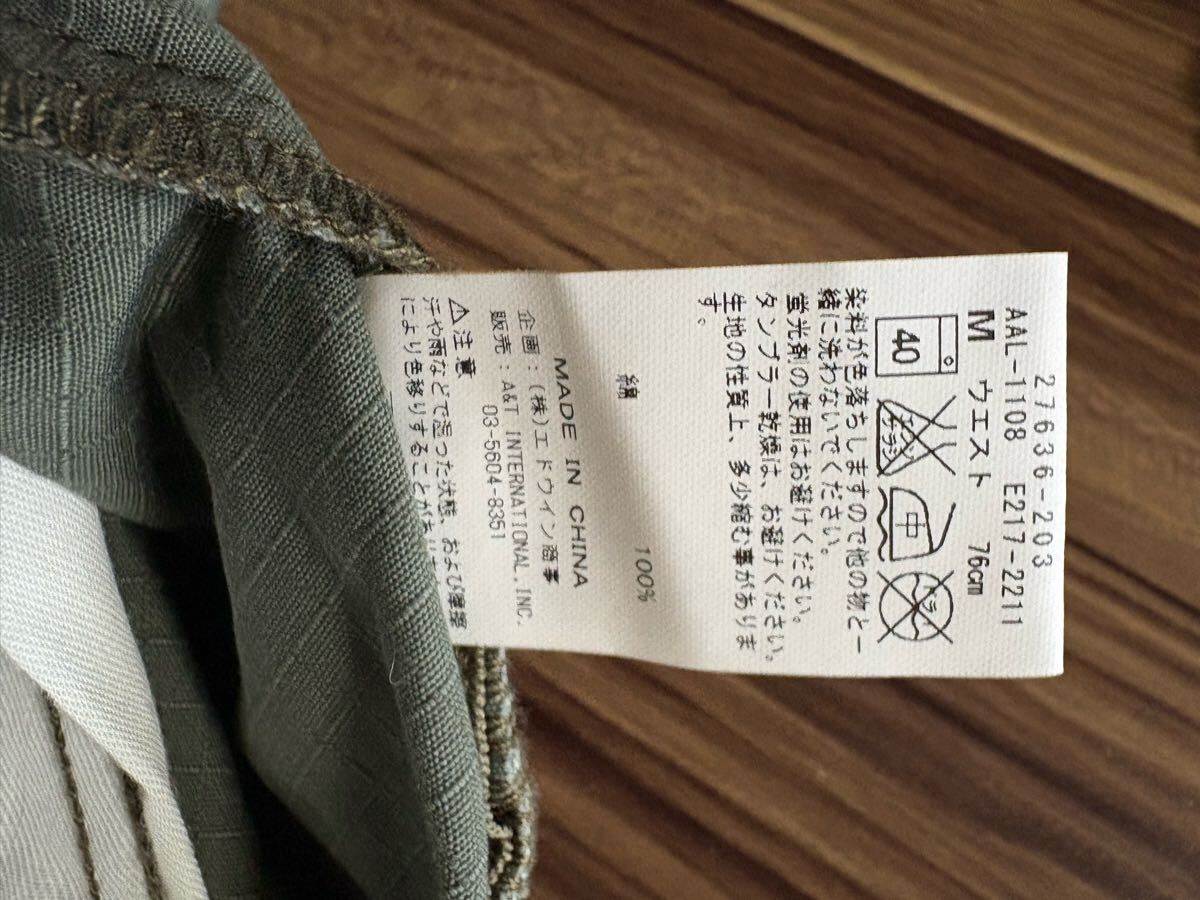 27636-203
AAL-1108 E217-2211
M ウエスト 76cm
40
エンソ
ドライ
中
染料が色落ちしますので他の物と一
緒に洗わないでください。
蛍光剤の使用はお避けください。
タンブラー乾燥は、お避けください。
生地の性質上、多少縮む事がありま
す。
綿 100%
MADE IN CHINA
企画：(株)エドウイン商事
販売：A&T INTERNATIONAL.INC.
03-5604-8351
⚠注意
汗や雨などで湿った状態、および摩擦
により色移りすることが